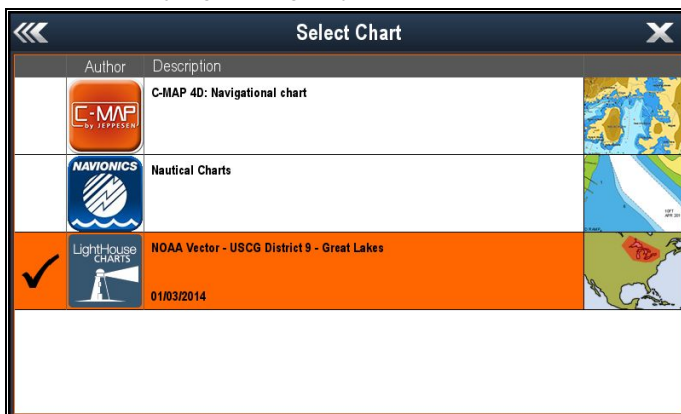 Select Chart
Author Description
C-MAP
by JEPPESEN
C-MAP 4D: Navigational chart
NAVIONICS
Nautical Charts
LightHouse
CHARTS
NOAA Vector - USCG District 9 - Great Lakes
01/03/2014